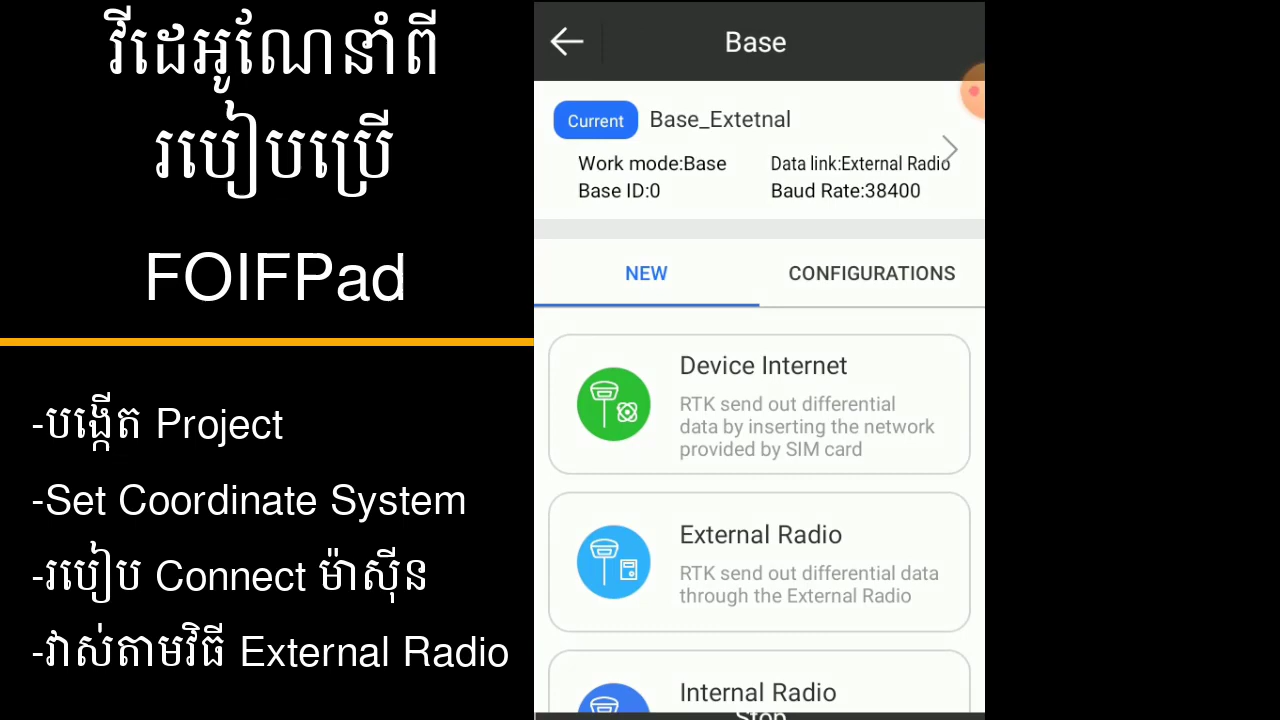 វីដេអូណែនាំពី
របៀបប្រើ
FOIFPad
-បង្កើត Project
-Set Coordinate System
-របៀប Connect ម៉ាស៊ីន
-វាស់តាមវិធី External Radio
Base
Current Base_Extetnal
Work mode:Base Data link:External Radio
Base ID:0 Baud Rate:38400
NEW CONFIGURATIONS
Device Internet
RTK send out differential
data by inserting the network
provided by SIM card
External Radio
RTK send out differential data
through the External Radio
Internal Radio
Stop